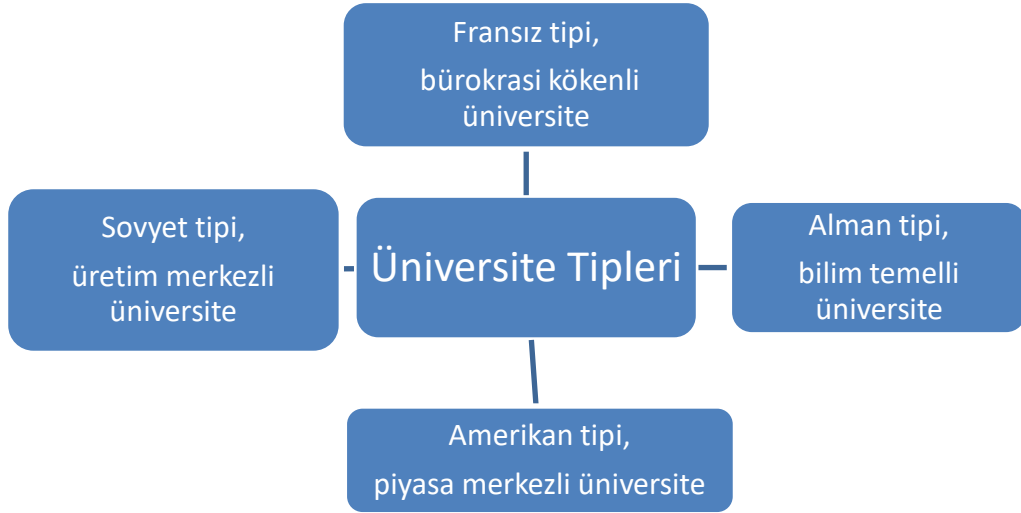 Fransız tipi,
bürokrasi kökenli
üniversite
Sovyet tipi,
üretim merkezli
üniversite
Üniversite Tipleri
Alman tipi,
bilim temelli
üniversite
Amerikan tipi,
piyasa merkezli üniversite